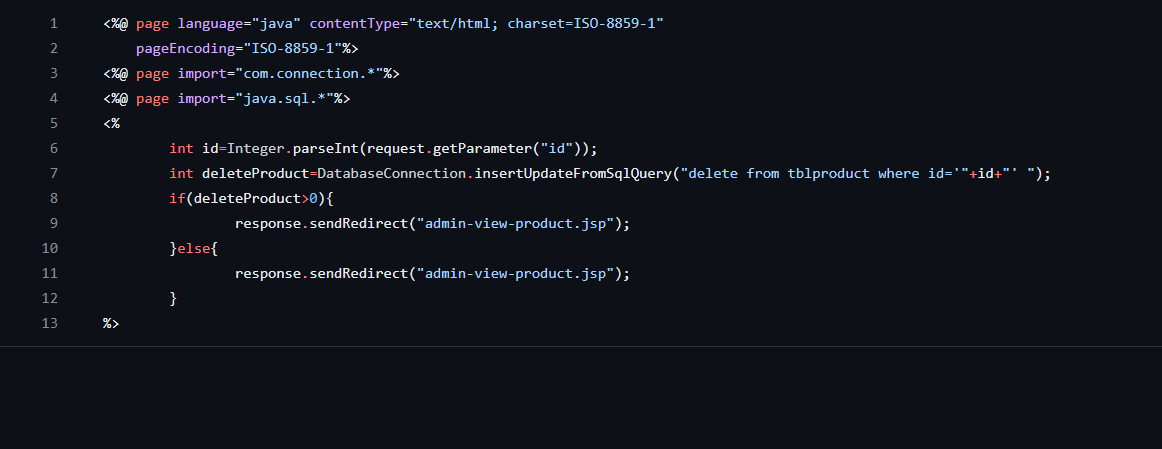 1 <%@ page language="java" contentType="text/html; charset=ISO-8859-1"
2     pageEncoding="ISO-8859-1"%>
3 <%@ page import="com.connection.*"%>
4 <%@ page import="java.sql.*"%>
5 <%
6         int id=Integer.parseInt(request.getParameter("id"));
7         int deleteProduct=DatabaseConnection.insertUpdateFromSqlQuery("delete from tblproduct where id='"+id+"' ");
8         if(deleteProduct>0){
9                 response.sendRedirect("admin-view-product.jsp");
10         }else{
11                 response.sendRedirect("admin-view-product.jsp");
12         }
13 %>